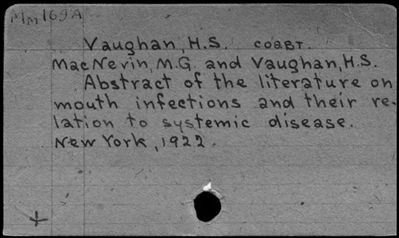 Mm169A
Vaughan, H.S. COABT.
MacNevin, M.G. and Vaughan, H.S.
Abstract of the literature on
mouth infections and their re-
lation to systemic disease.
New York, 1922.